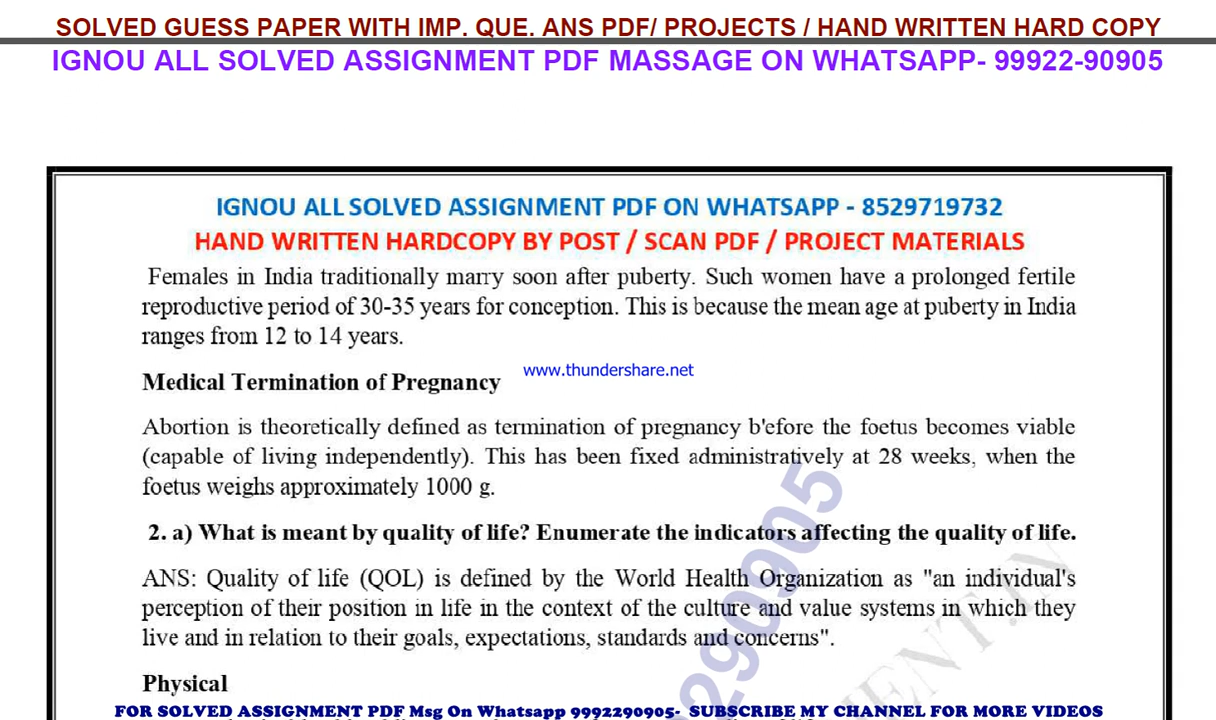 SOLVED GUESS PAPER WITH IMP. QUE. ANS PDF/ PROJECTS / HAND WRITTEN HARD COPY
IGNOU ALL SOLVED ASSIGNMENT PDF MASSAGE ON WHATSAPP- 99922-90905
IGNOU ALL SOLVED ASSIGNMENT PDF ON WHATSAPP - 8529719732
HAND WRITTEN HARDCOPY BY POST / SCAN PDF / PROJECT MATERIALS
Females in India traditionally marry soon after puberty. Such women have a prolonged fertile
reproductive period of 30-35 years for conception. This is because the mean age at puberty in India
ranges from 12 to 14 years.
www.thundershare.net
Medical Termination of Pregnancy
Abortion is theoretically defined as termination of pregnancy b'efore the foetus becomes viable
(capable of living independently). This has been fixed administratively at 28 weeks, when the
foetus weighs approximately 1000 g.
2. a) What is meant by quality of life? Enumerate the indicators affecting the quality of life.
ANS: Quality of life (QOL) is defined by the World Health Organization as "an individual's
perception of their position in life in the context of the culture and value systems in which they
live and in relation to their goals, expectations, standards and concerns".
Physical
FOR SOLVED ASSIGNMENT PDF Msg On Whatsapp 9992290905- SUBSCRIBE MY CHANNEL FOR MORE VIDEOS